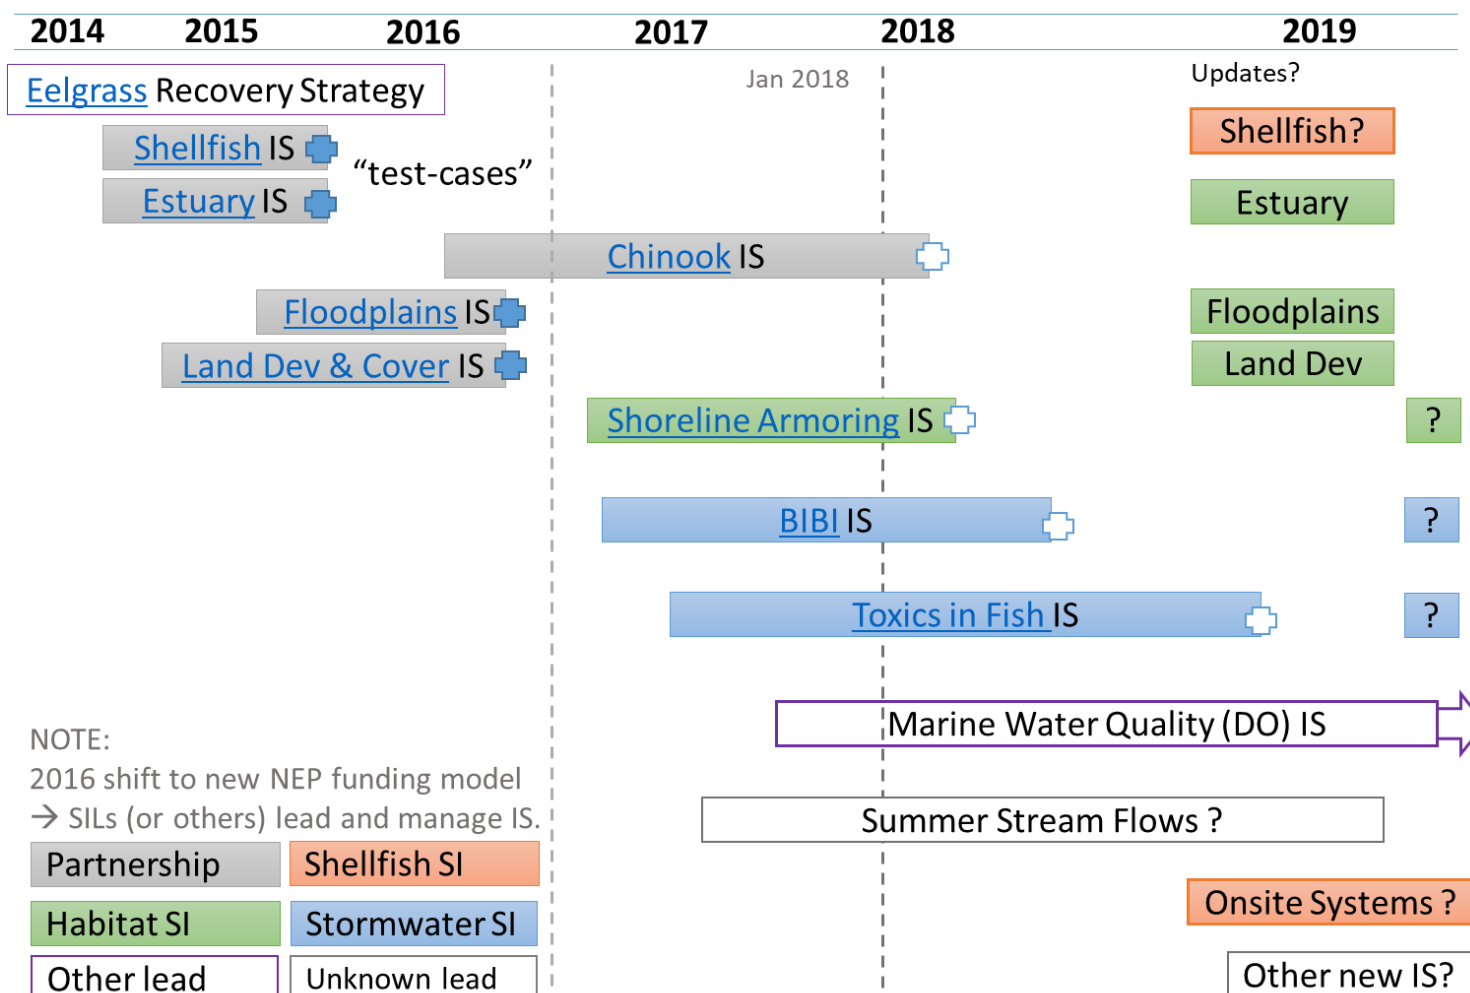 2014 2015 2016 2017 2018 2019
Eelgrass Recovery Strategy
Jan 2018
Updates?
Shellfish IS
Shellfish?
"test-cases"
Estuary IS
Estuary
Chinook IS
Floodplains IS
Floodplains
Land Dev & Cover IS
Land Dev
Shoreline Armoring IS
?
BIBI IS
?
Toxics in Fish IS
?
Marine Water Quality (DO) IS
Summer Stream Flows ?
Onsite Systems ?
Other new IS?
NOTE:
2016 shift to new NEP funding model
→ SILs (or others) lead and manage IS.
Partnership
Shellfish SI
Habitat SI
Stormwater SI
Other lead
Unknown lead